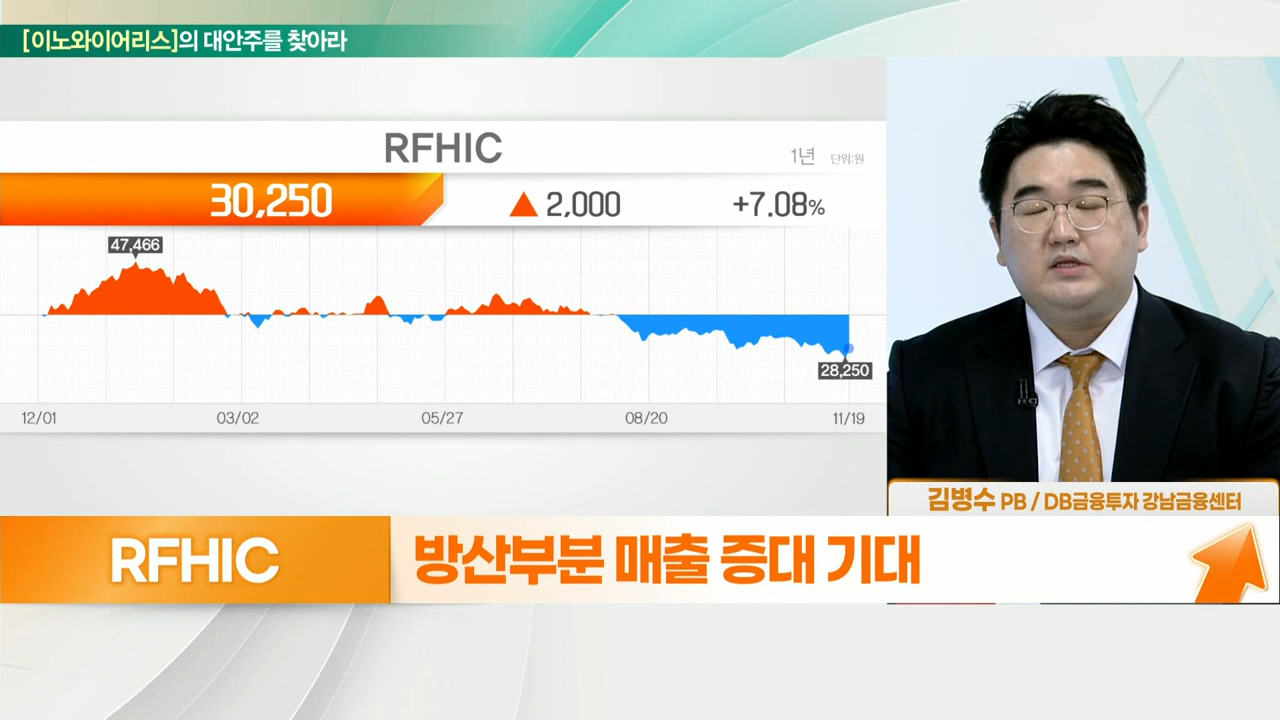 [이노와이어리스]의 대안주를 찾아라
RFHIC
1년 단위:원
30,250 ▲ 2,000 +7.08%
47,466
28,250
12/01 03/02 05/27 08/20 11/19
김병수 PB / DB금융투자 강남금융센터
RFHIC 방산부분 매출 증대 기대